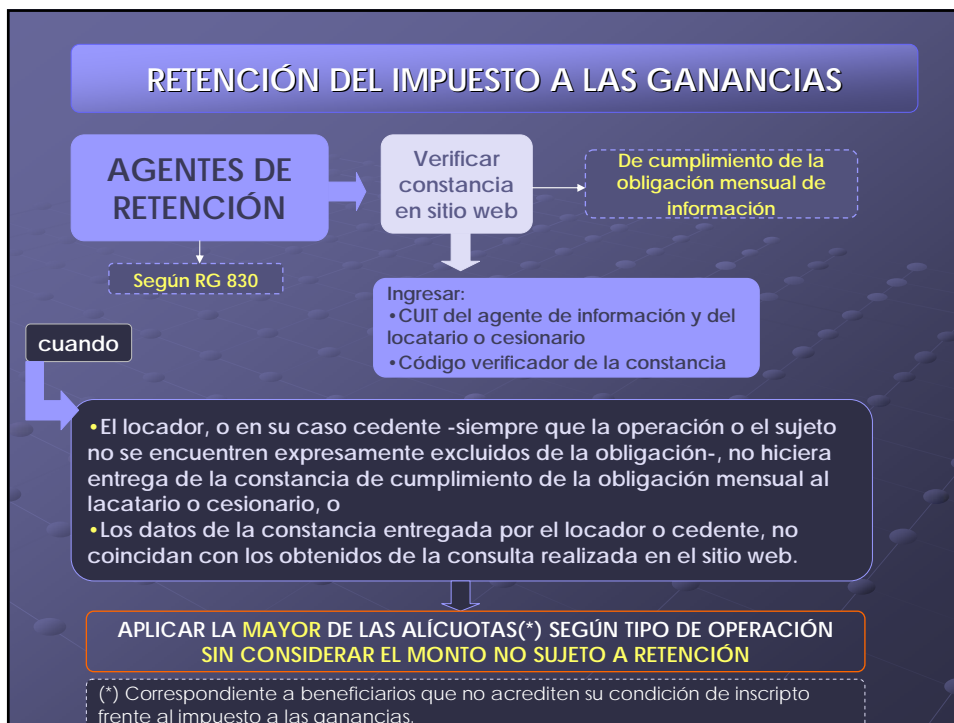 RETENCIÓN DEL IMPUESTO A LAS GANANCIAS
AGENTES DE
RETENCIÓN
Verificar
constancia
en sitio web
De cumplimiento de la
obligación mensual de
información
Según RG 830
Ingresar:
•CUIT del agente de información y del
locatario o cesionario
•Código verificador de la constancia
cuando
•El locador, o en su caso cedente -siempre que la operación o el sujeto
no se encuentren expresamente excluidos de la obligación-, no hiciera
entrega de la constancia de cumplimiento de la obligación mensual al
lacatario o cesionario, o
•Los datos de la constancia entregada por el locador o cedente, no
coincidan con los obtenidos de la consulta realizada en el sitio web.
APLICAR LA MAYOR DE LAS ALÍCUOTAS(*) SEGÚN TIPO DE OPERACIÓN
SIN CONSIDERAR EL MONTO NO SUJETO A RETENCIÓN
(*) Correspondiente a beneficiarios que no acrediten su condición de inscripto
frente al impuesto a las ganancias.